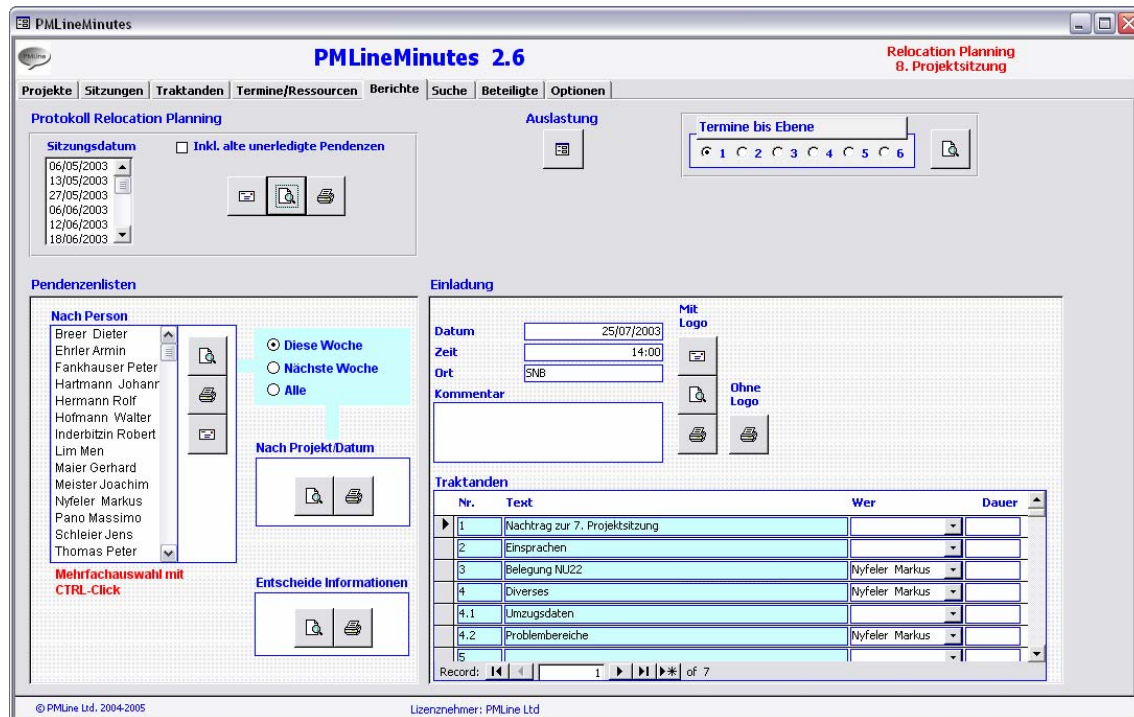 PMLineMinutes
PMLine
PMLineMinutes 2.6
Relocation Planning
8. Projektsitzung
Projekte Sitzungen Traktanden Termine/Ressourcen Berichte Suche Beteiligte Optionen
Protokoll Relocation Planning
Sitzungsdatum
Inkl. alte unerledigte Pendenzen
06/05/2003
13/05/2003
27/05/2003
06/06/2003
12/06/2003
18/06/2003
Auslastung
Termine bis Ebene
1 2 3 4 5 6
Pendenzenlisten
Nach Person
Breer Dieter
Ehrler Armin
Fankhauser Peter
Hartmann Johann
Hermann Rolf
Hofmann Walter
Inderbitzin Robert
Lim Men
Maier Gerhard
Meister Joachim
Nyfeler Markus
Pano Massimo
Schleier Jens
Thomas Peter
Mehrfachauswahl mit
CTRL-Click
Diese Woche
Nächste Woche
Alle
Nach Projekt/Datum
Entscheide Informationen
Einladung
Datum 25/07/2003
Zeit 14:00
Ort SNB
Kommentar
Mit
Logo
Ohne
Logo
Traktanden
Nr. Text Wer Dauer
1 Nachtrag zur 7. Projektsitzung
2 Einsprachen
3 Belegung NU22 Nyfeler Markus
4 Diverses Nyfeler Markus
4.1 Umzugsdaten
4.2 Problembereiche Nyfeler Markus
5
Record: 1 of 7
© PMLine Ltd. 2004-2005
Lizenznehmer: PMLine Ltd